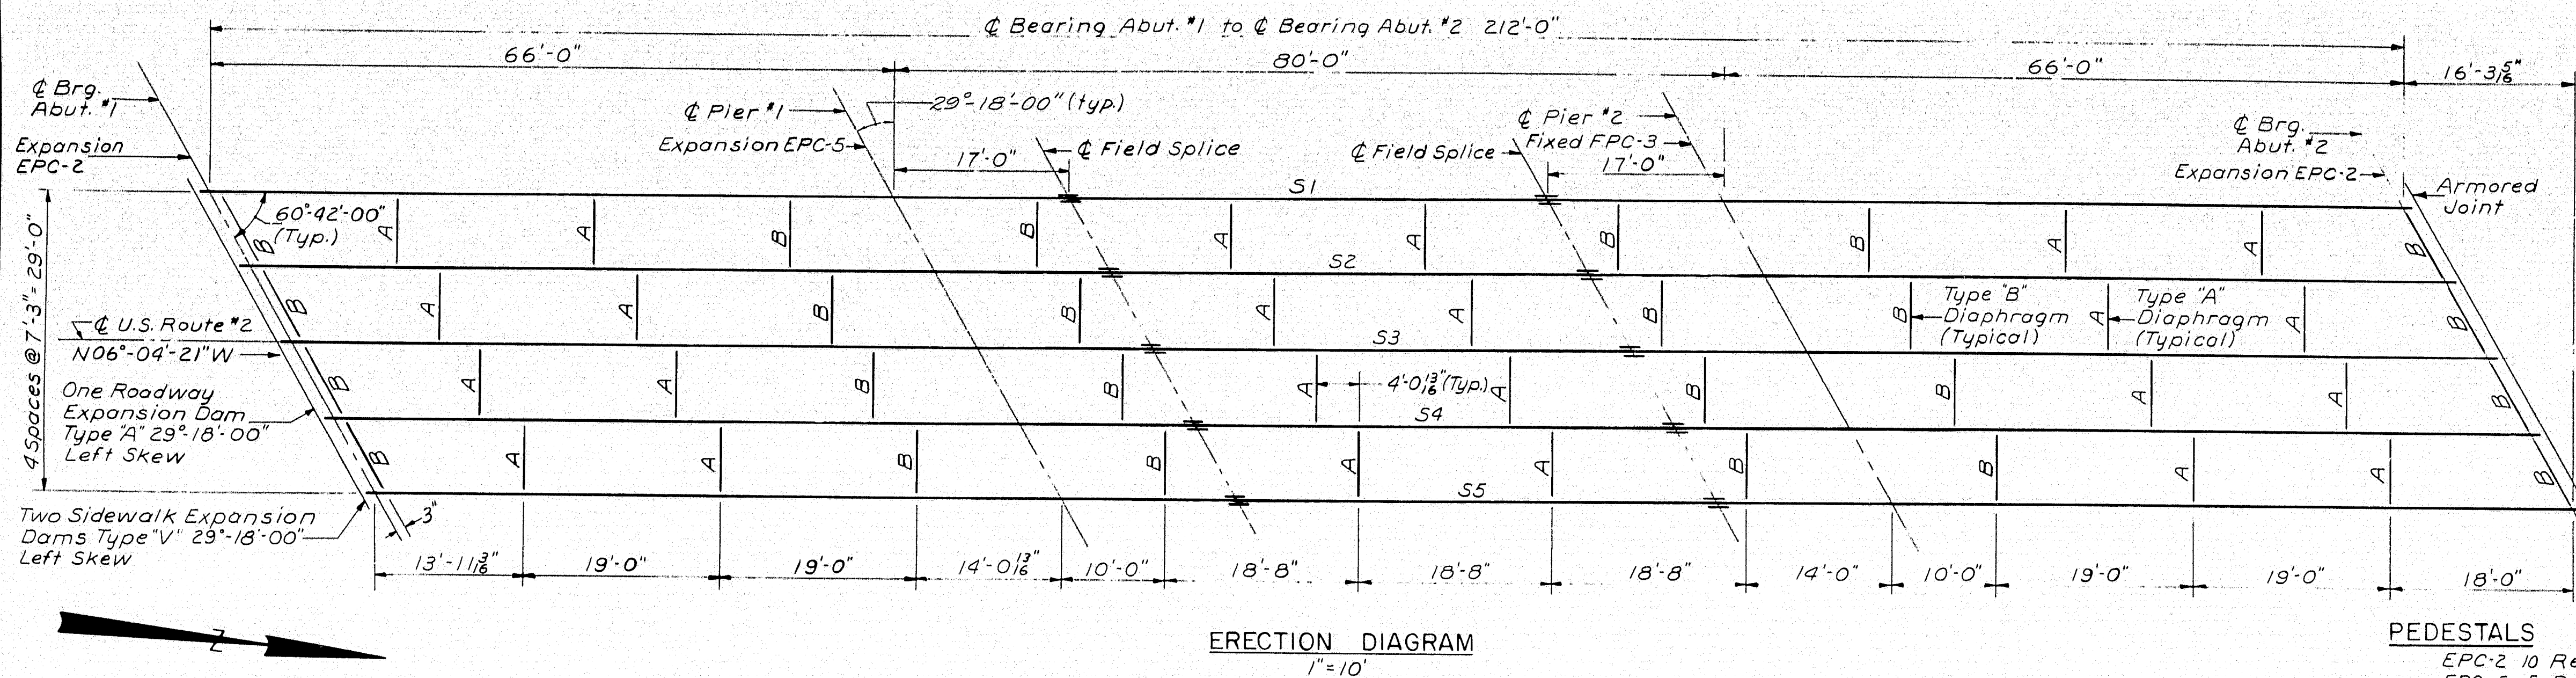 ℄ Bearing Abut. #1 to ℄ Bearing Abut. #2 212'-0"
66'-0"
80'-0"
66'-0"
16'-3 5/16"
℄ Brg.
Abut. #1
Expansion
EPC-2
℄ Pier #1
Expansion EPC-5
29°-18'-00" (typ.)
17'-0"
℄ Field Splice
℄ Field Splice
℄ Pier #2
Fixed FPC-3
17'-0"
℄ Brg.
Abut. #2
Expansion EPC-2
Armored
Joint
4 Spaces @ 7'-3" = 29'-0"
60°-42'-00"
(Typ.)
S1
B A A B B A A B B A A B
S2
B A A B B A A B B A A B
Type "B"
Diaphragm
(Typical)
Type "A"
Diaphragm
(Typical)
℄ U.S. Route #2
N06°-04'-21"W
S3
B A A B B A A B B A A B
4'-0 13/16" (Typ.)
S4
B A A B B A A B B A A B
S5
One Roadway
Expansion Dam
Type "A" 29°-18'-00"
Left Skew
Two Sidewalk Expansion
Dams Type "V" 29°-18'-00"
Left Skew
3"
13'-11 3/16"
19'-0"
19'-0"
14'-0 13/16"
10'-0"
18'-8"
18'-8"
18'-8"
14'-0"
10'-0"
19'-0"
19'-0"
18'-0"
N
ERECTION DIAGRAM
1" = 10'
PEDESTALS
EPC-2 10 Re